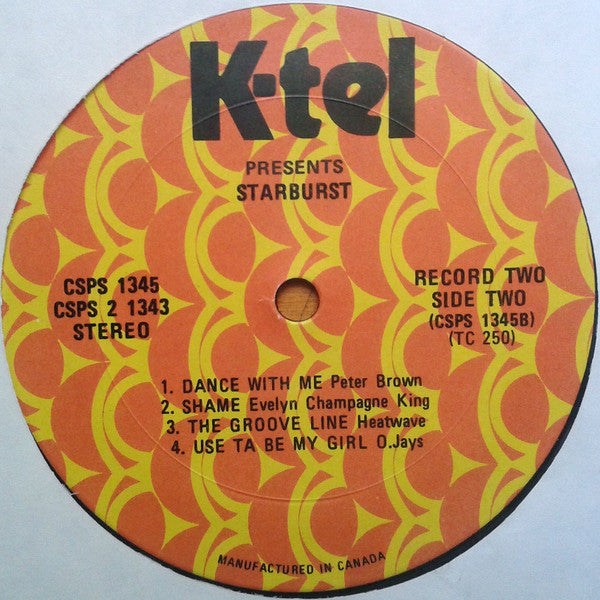 K-tel
PRESENTS
STARBURST
CSPS 1345
CSPS 2 1343
STEREO
RECORD TWO
SIDE TWO
(CSPS 1345B)
(TC 250)
1. DANCE WITH ME Peter Brown
2. SHAME Evelyn Champagne King
3. THE GROOVE LINE Heatwave
4. USE TA BE MY GIRL O.Jays
MANUFACTURED IN CANADA